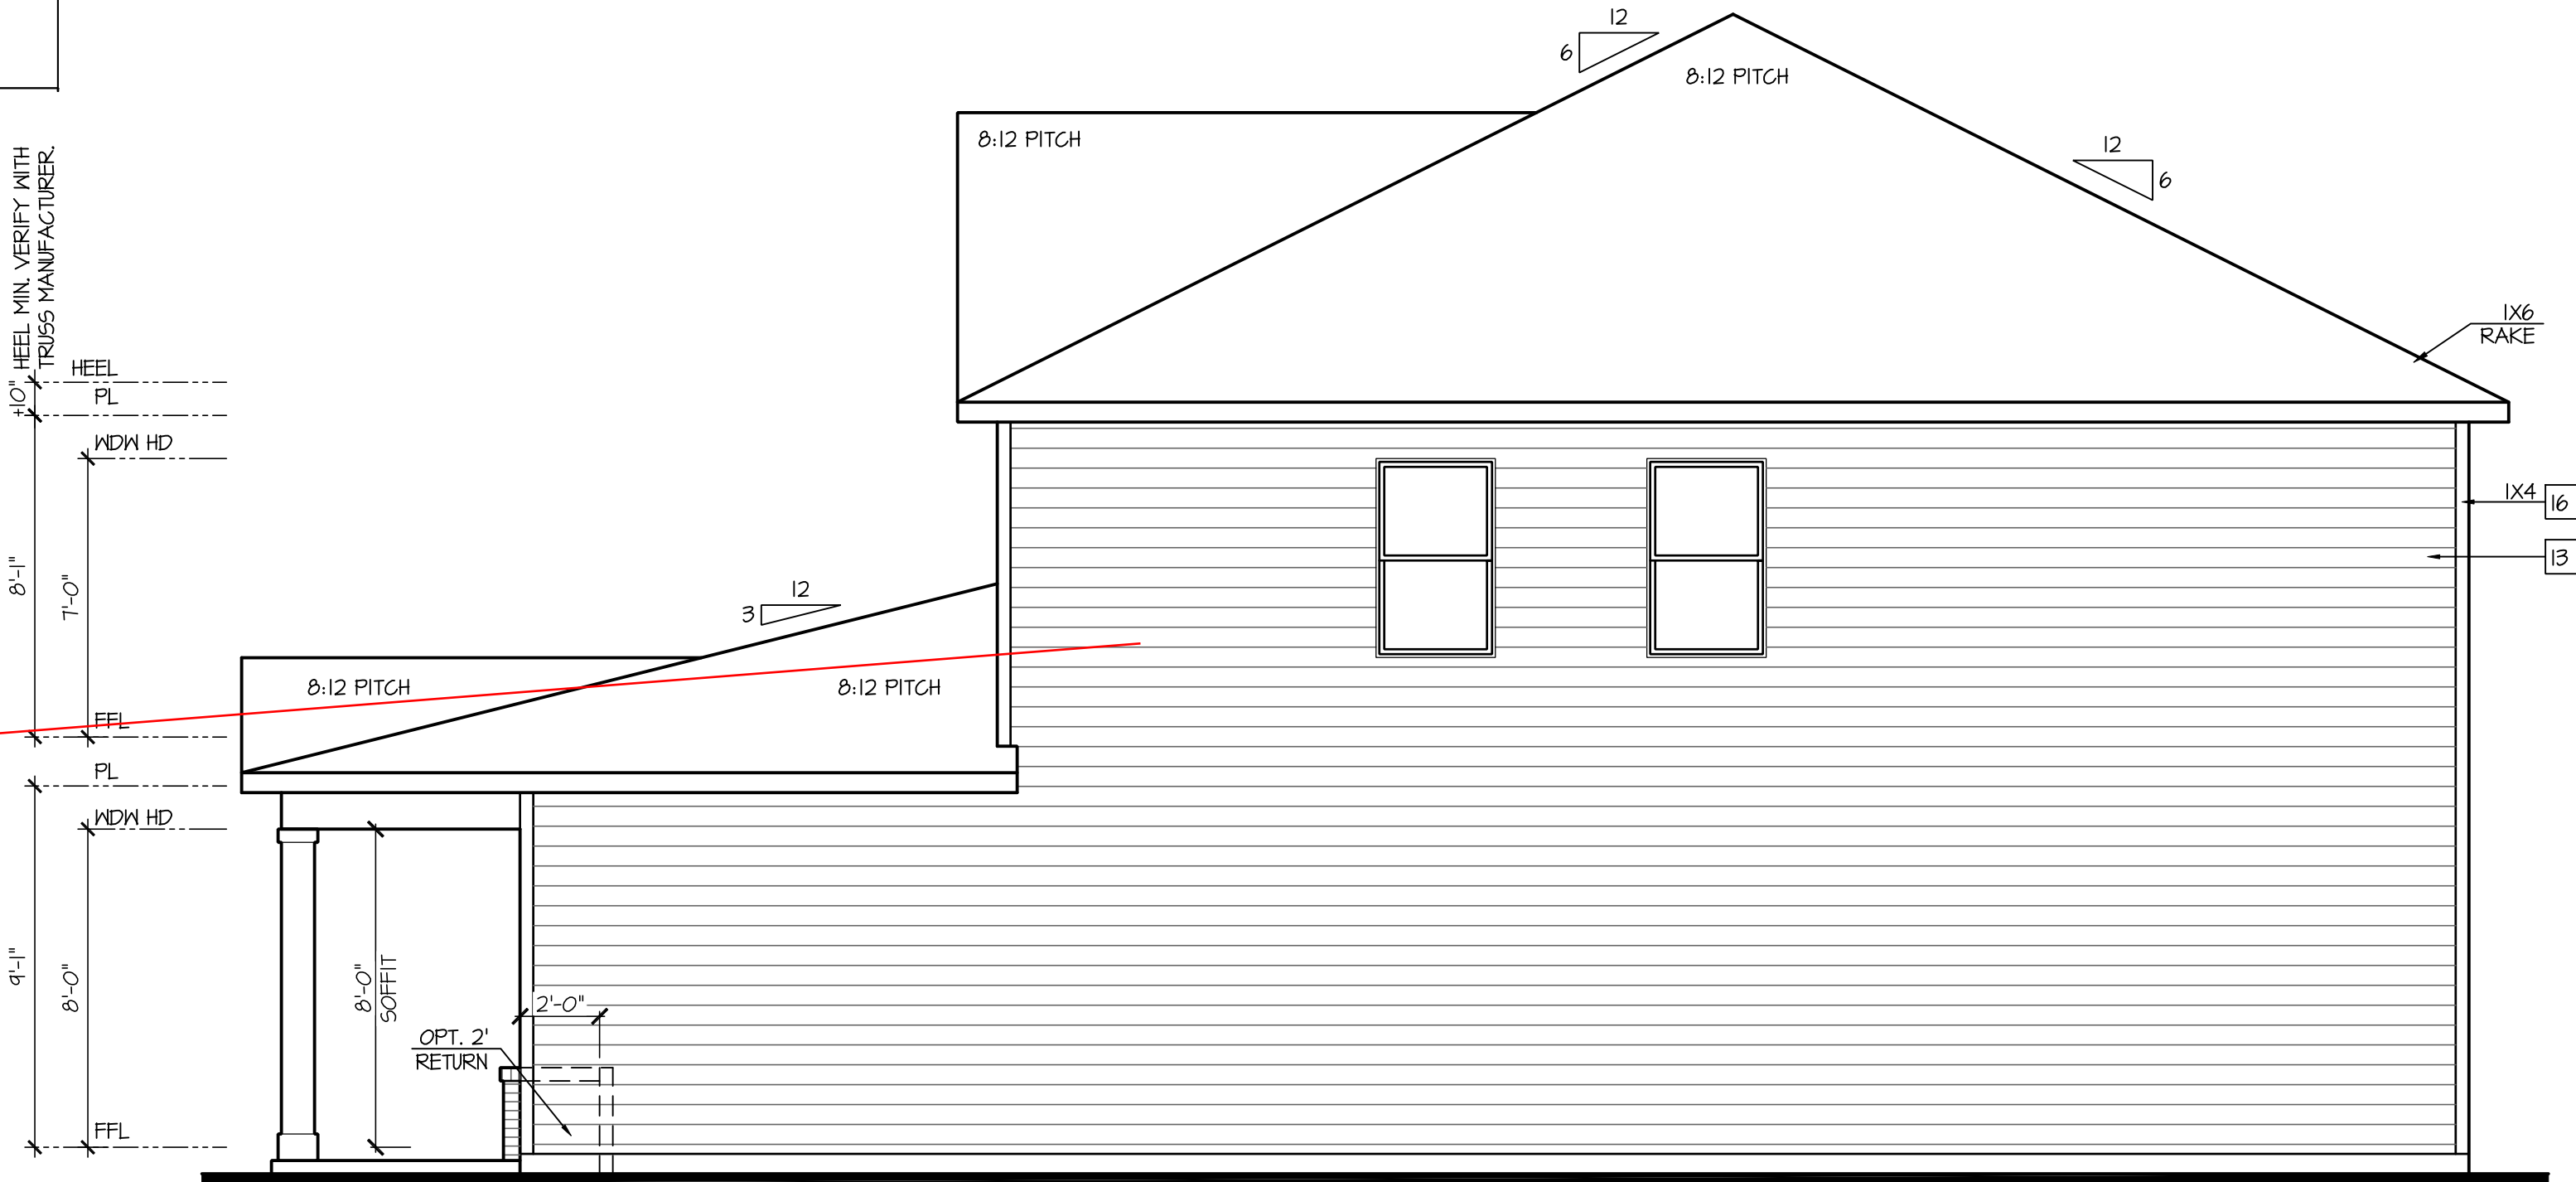 12
6
8:12 PITCH
8:12 PITCH
12
6
HEEL MIN. VERIFY WITH
TRUSS MANUFACTURER.
1X6
RAKE
HEEL
±10"
PL
WDW HD
1X4
16
13
8'-1"
7'-0"
12
3
8:12 PITCH
8:12 PITCH
FFL
PL
WDW HD
9'-1"
8'-0"
8'-0"
SOFFIT
2'-0"
OPT. 2'
RETURN
FFL